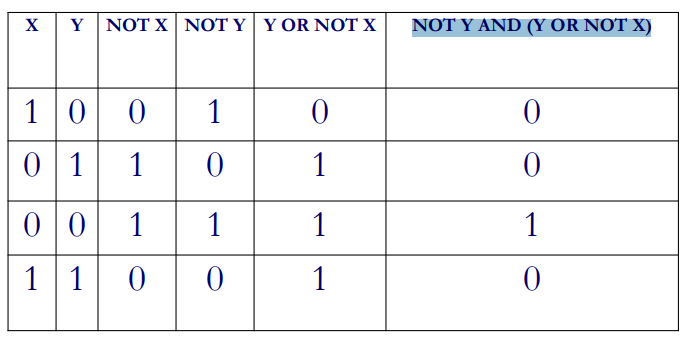 X Y NOT X NOT Y Y OR NOT X NOT Y AND (Y OR NOT X)
1 0 0 1 0 0
0 1 1 0 1 0
0 0 1 1 1 1
1 1 0 0 1 0